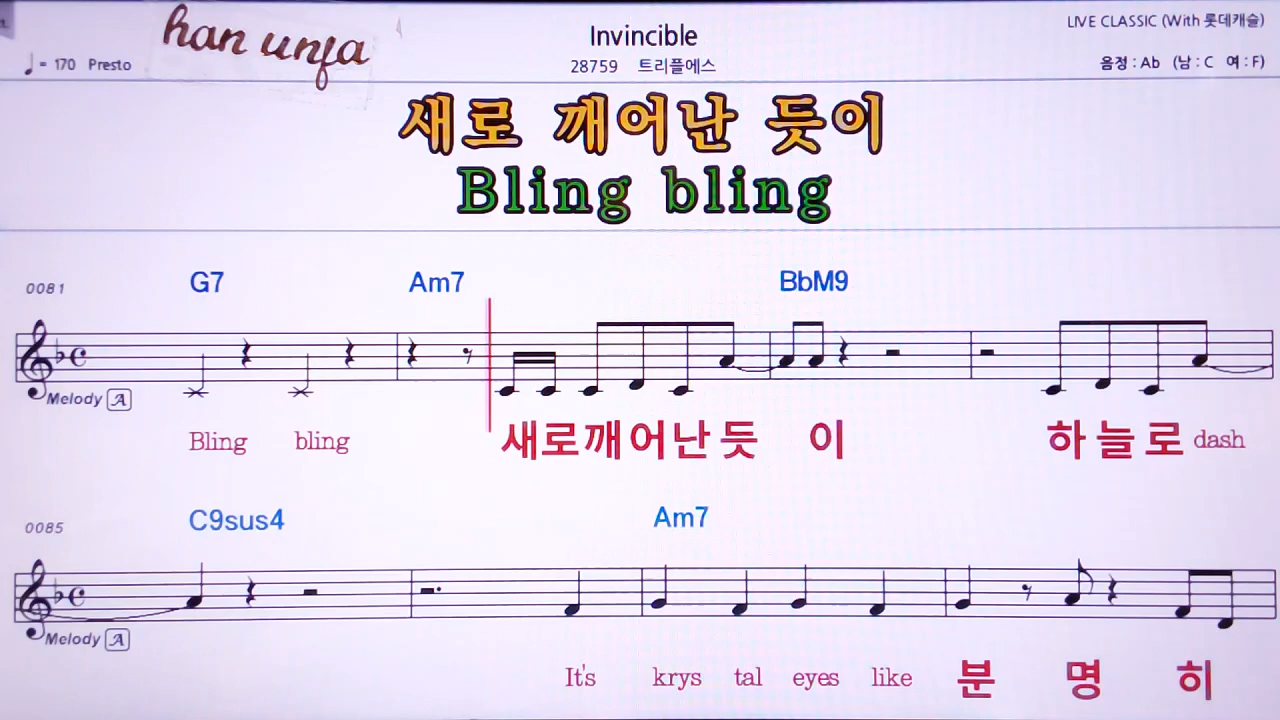 han unfa
Invincible
LIVE CLASSIC (With 롯데캐슬)
♩ = 170 Presto
28759 트리플에스
음정 : Ab (남 : C 여 : F)
새로 깨어난 듯이
Bling bling
0081 G7 Am7 BbM9
Melody A
Bling bling 새로깨어난듯 이 하늘로 dash
0085 C9sus4 Am7
Melody A
It's krys tal eyes like 분 명 히